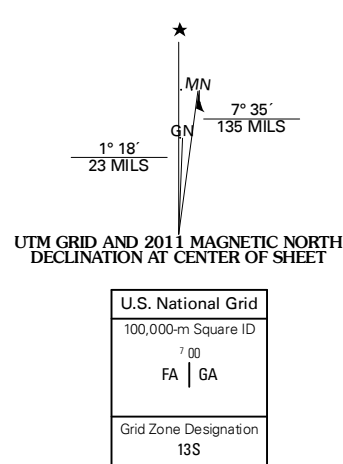 ★
MN
7° 35´
135 MILS
GN
1° 18´
23 MILS
UTM GRID AND 2011 MAGNETIC NORTH
DECLINATION AT CENTER OF SHEET
U.S. National Grid
100,000-m Square ID
7 00
FA | GA
Grid Zone Designation
13S